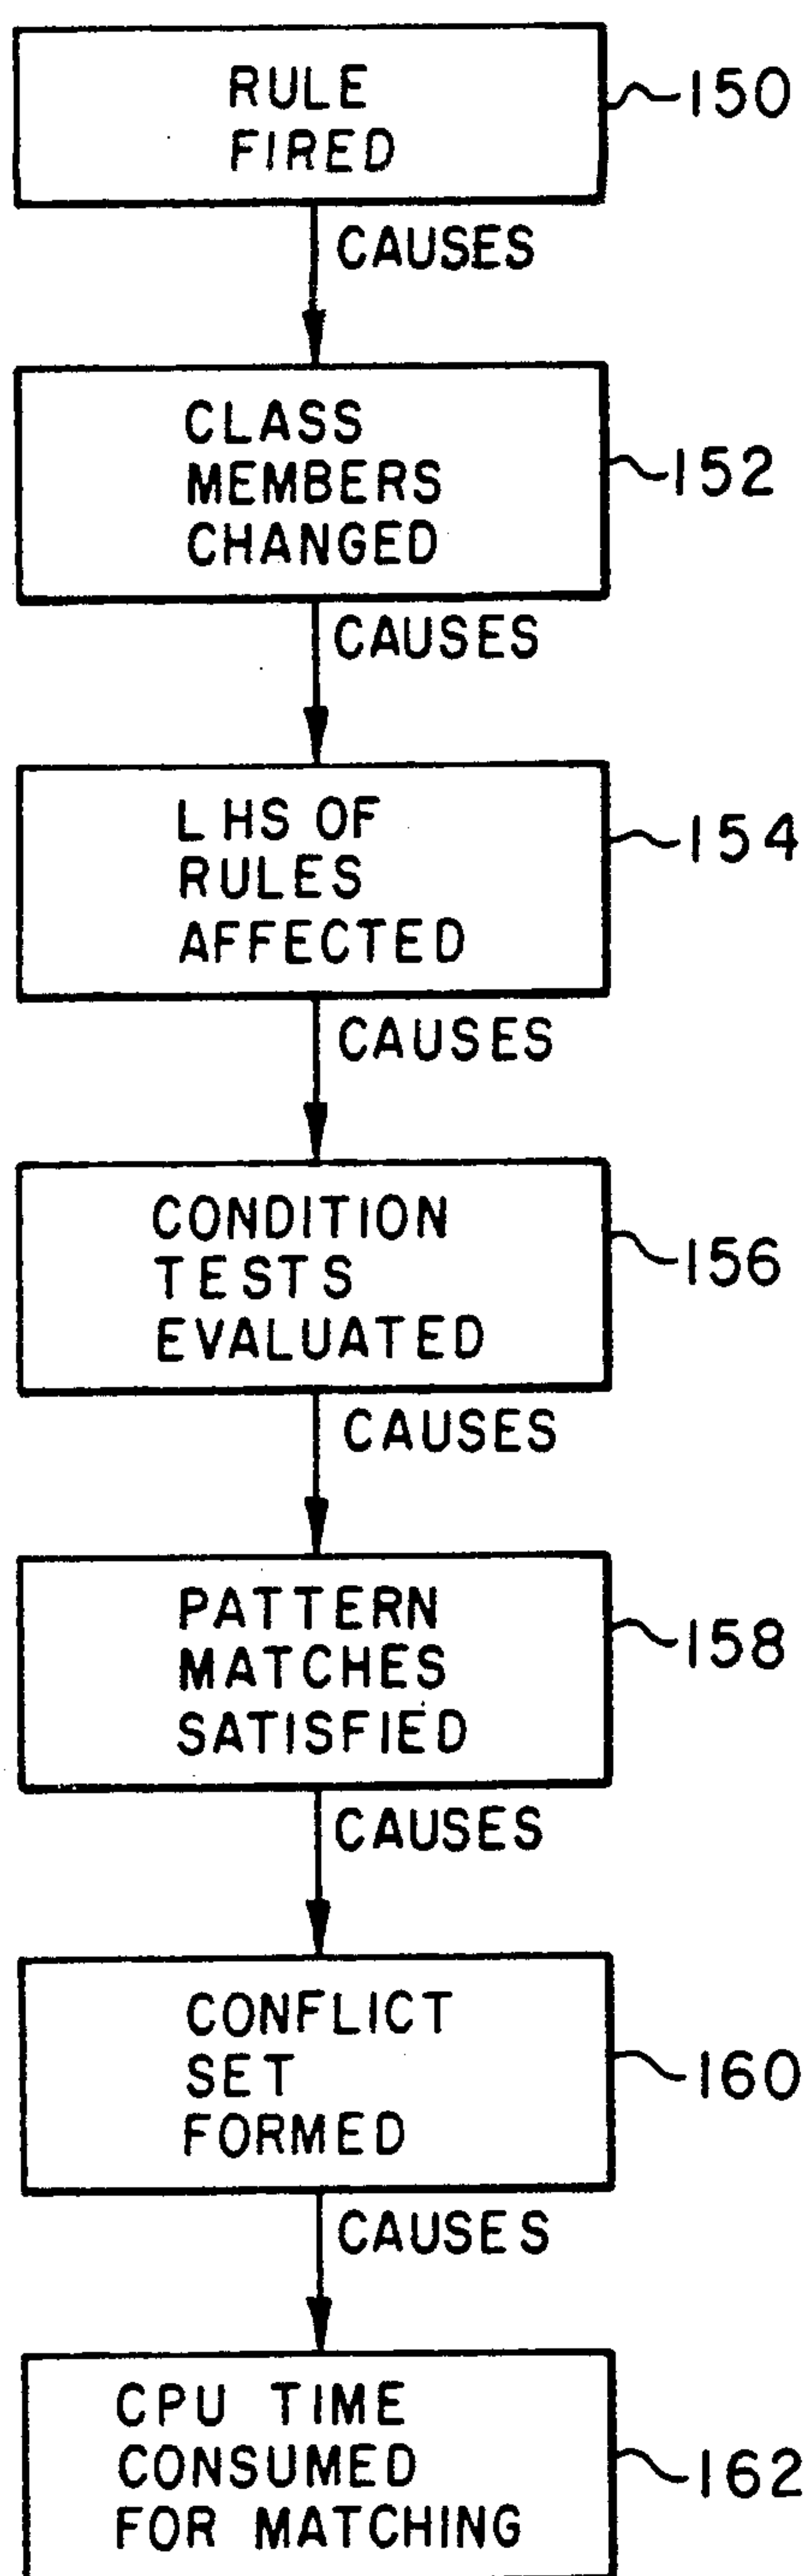 RULE
FIRED
150
CAUSES
CLASS
MEMBERS
CHANGED
152
CAUSES
LHS OF
RULES
AFFECTED
154
CAUSES
CONDITION
TESTS
EVALUATED
156
CAUSES
PATTERN
MATCHES
SATISFIED
158
CAUSES
CONFLICT
SET
FORMED
160
CAUSES
CPU TIME
CONSUMED
FOR MATCHING
162